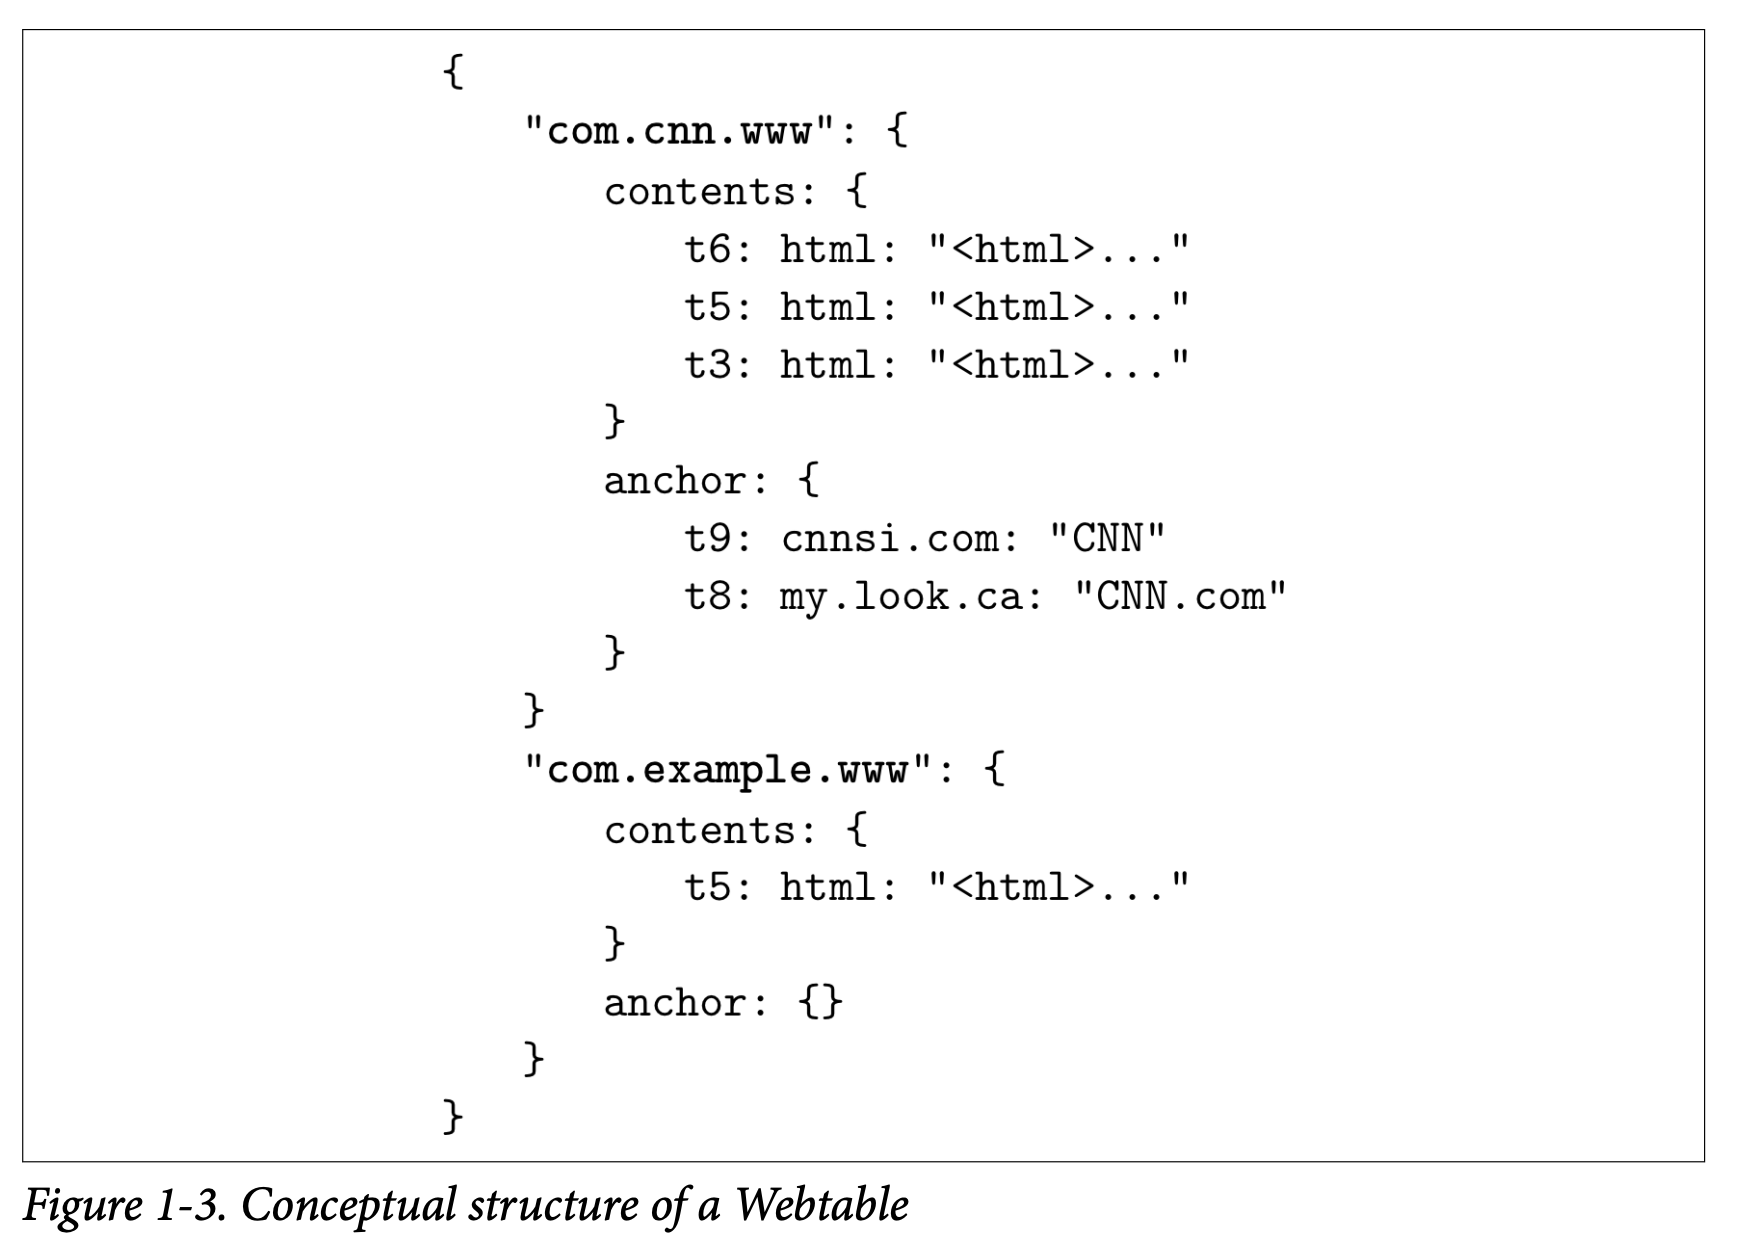 {
"com.cnn.www": {
contents: {
t6: html: "<html>..."
t5: html: "<html>..."
t3: html: "<html>..."
}
anchor: {
t9: cnnsi.com: "CNN"
t8: my.look.ca: "CNN.com"
}
}
"com.example.www": {
contents: {
t5: html: "<html>..."
}
anchor: {}
}
}
Figure 1-3. Conceptual structure of a Webtable